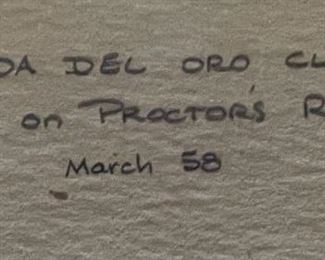 DA DEL ORO CL
on PROCTOR'S R
March 58